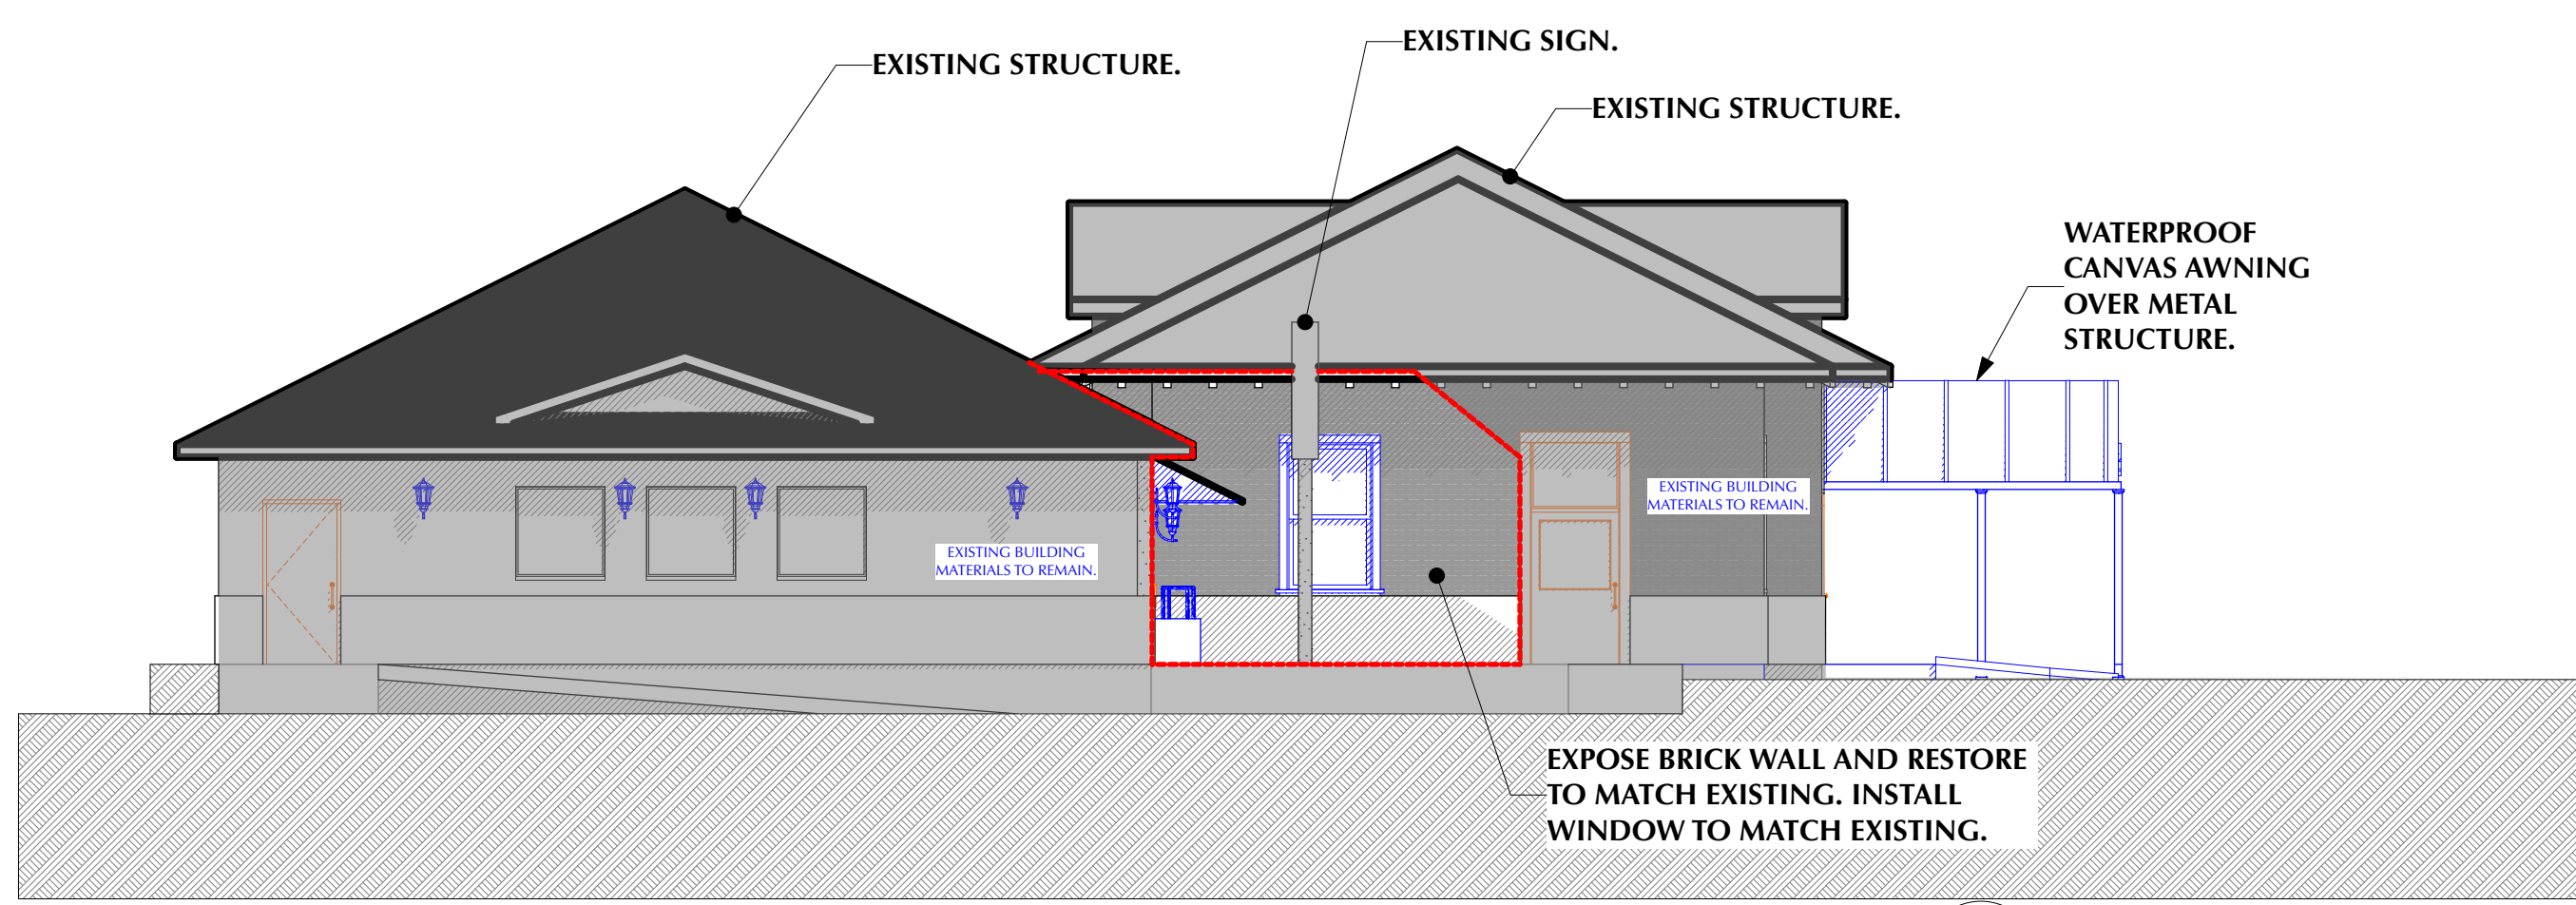 EXISTING SIGN.
EXISTING STRUCTURE.
EXISTING STRUCTURE.
WATERPROOF
CANVAS AWNING
OVER METAL
STRUCTURE.
EXISTING BUILDING
MATERIALS TO REMAIN.
EXISTING BUILDING
MATERIALS TO REMAIN.
EXPOSE BRICK WALL AND RESTORE
TO MATCH EXISTING. INSTALL
WINDOW TO MATCH EXISTING.